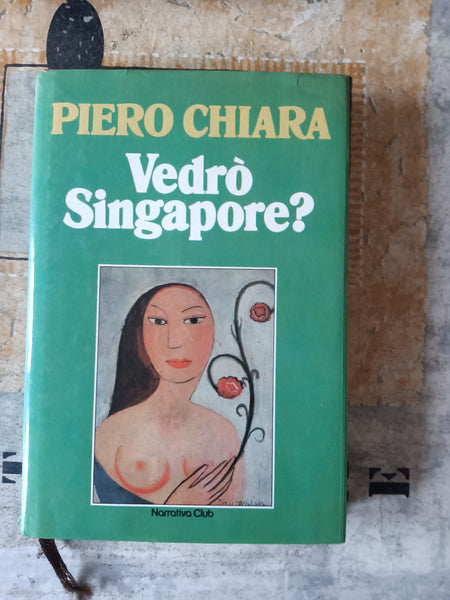 PIERO CHIARA
Vedrò
Singapore?
Narrativa Club